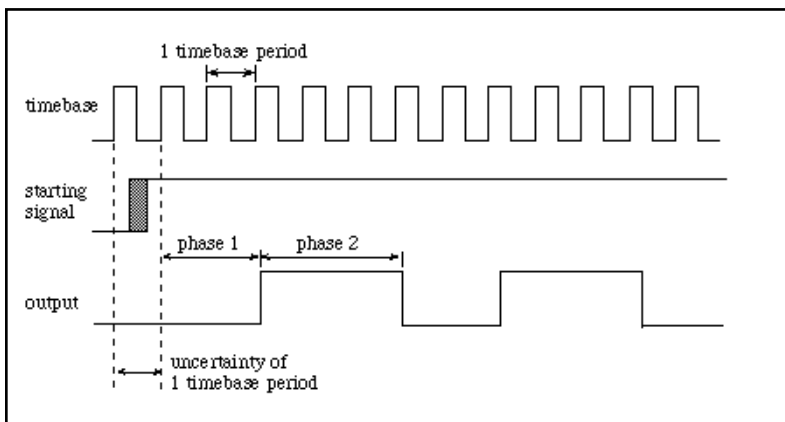 1 timebase period
timebase
starting
signal
phase 1
phase 2
output
uncertainty of
1 timebase period